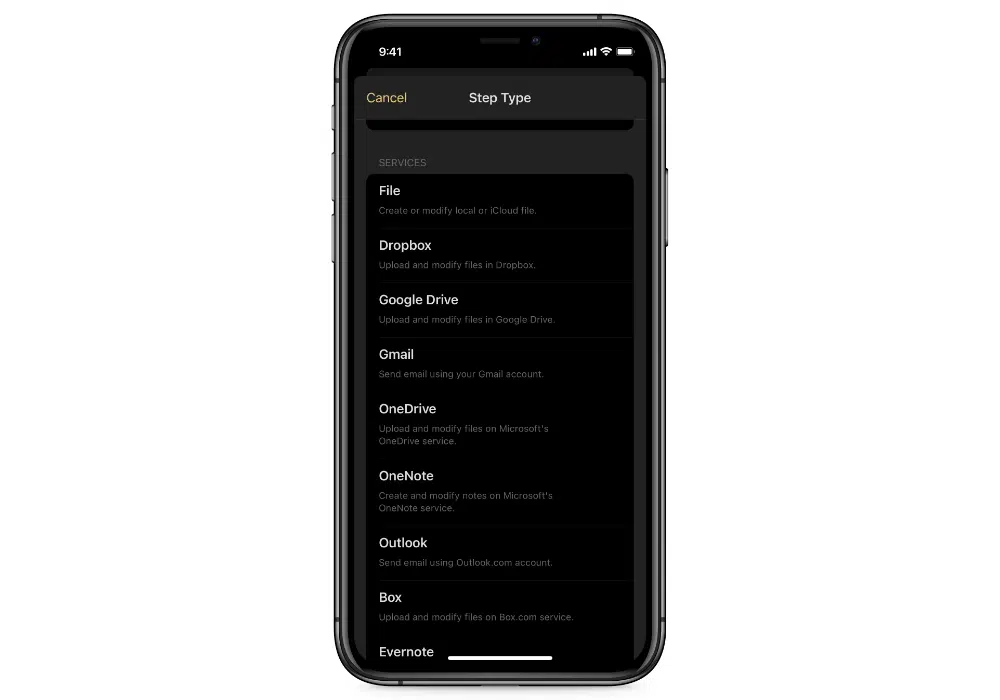 9:41
Cancel
Step Type
SERVICES
File
Create or modify local or iCloud file.
Dropbox
Upload and modify files in Dropbox.
Google Drive
Upload and modify files in Google Drive.
Gmail
Send email using your Gmail account.
OneDrive
Upload and modify files on Microsoft's
OneDrive service.
OneNote
Create and modify notes on Microsoft's
OneNote service.
Outlook
Send email using Outlook.com account.
Box
Upload and modify files on Box.com service.
Evernote